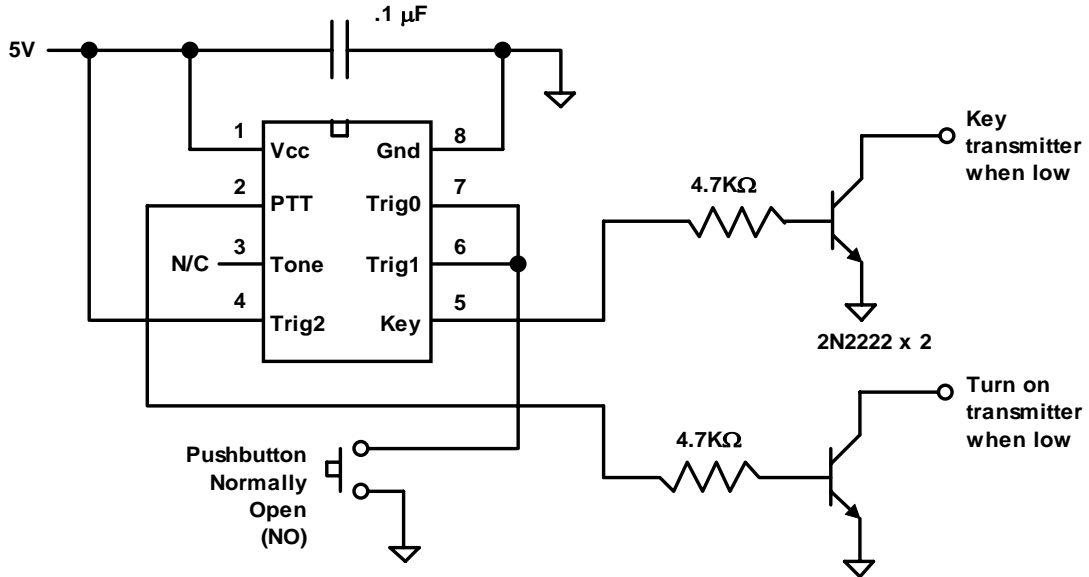 .1 μF
5V
1
Vcc
Gnd
8
2
PTT
Trig0
7
N/C
3
Tone
Trig1
6
4
Trig2
Key
5
4.7KΩ
Key
transmitter
when low
2N2222 x 2
4.7KΩ
Turn on
transmitter
when low
Pushbutton
Normally
Open
(NO)